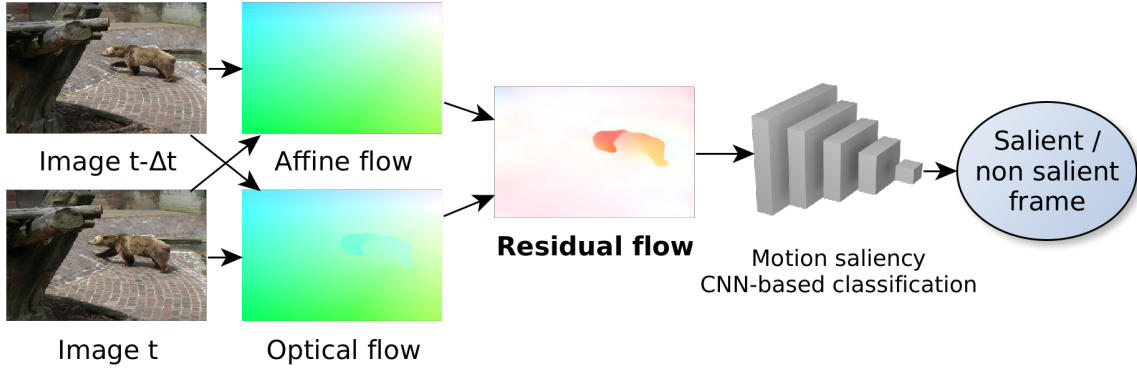 Image t-Δt
Affine flow
Image t
Optical flow
Residual flow
Motion saliency
CNN-based classification
Salient /
non salient
frame